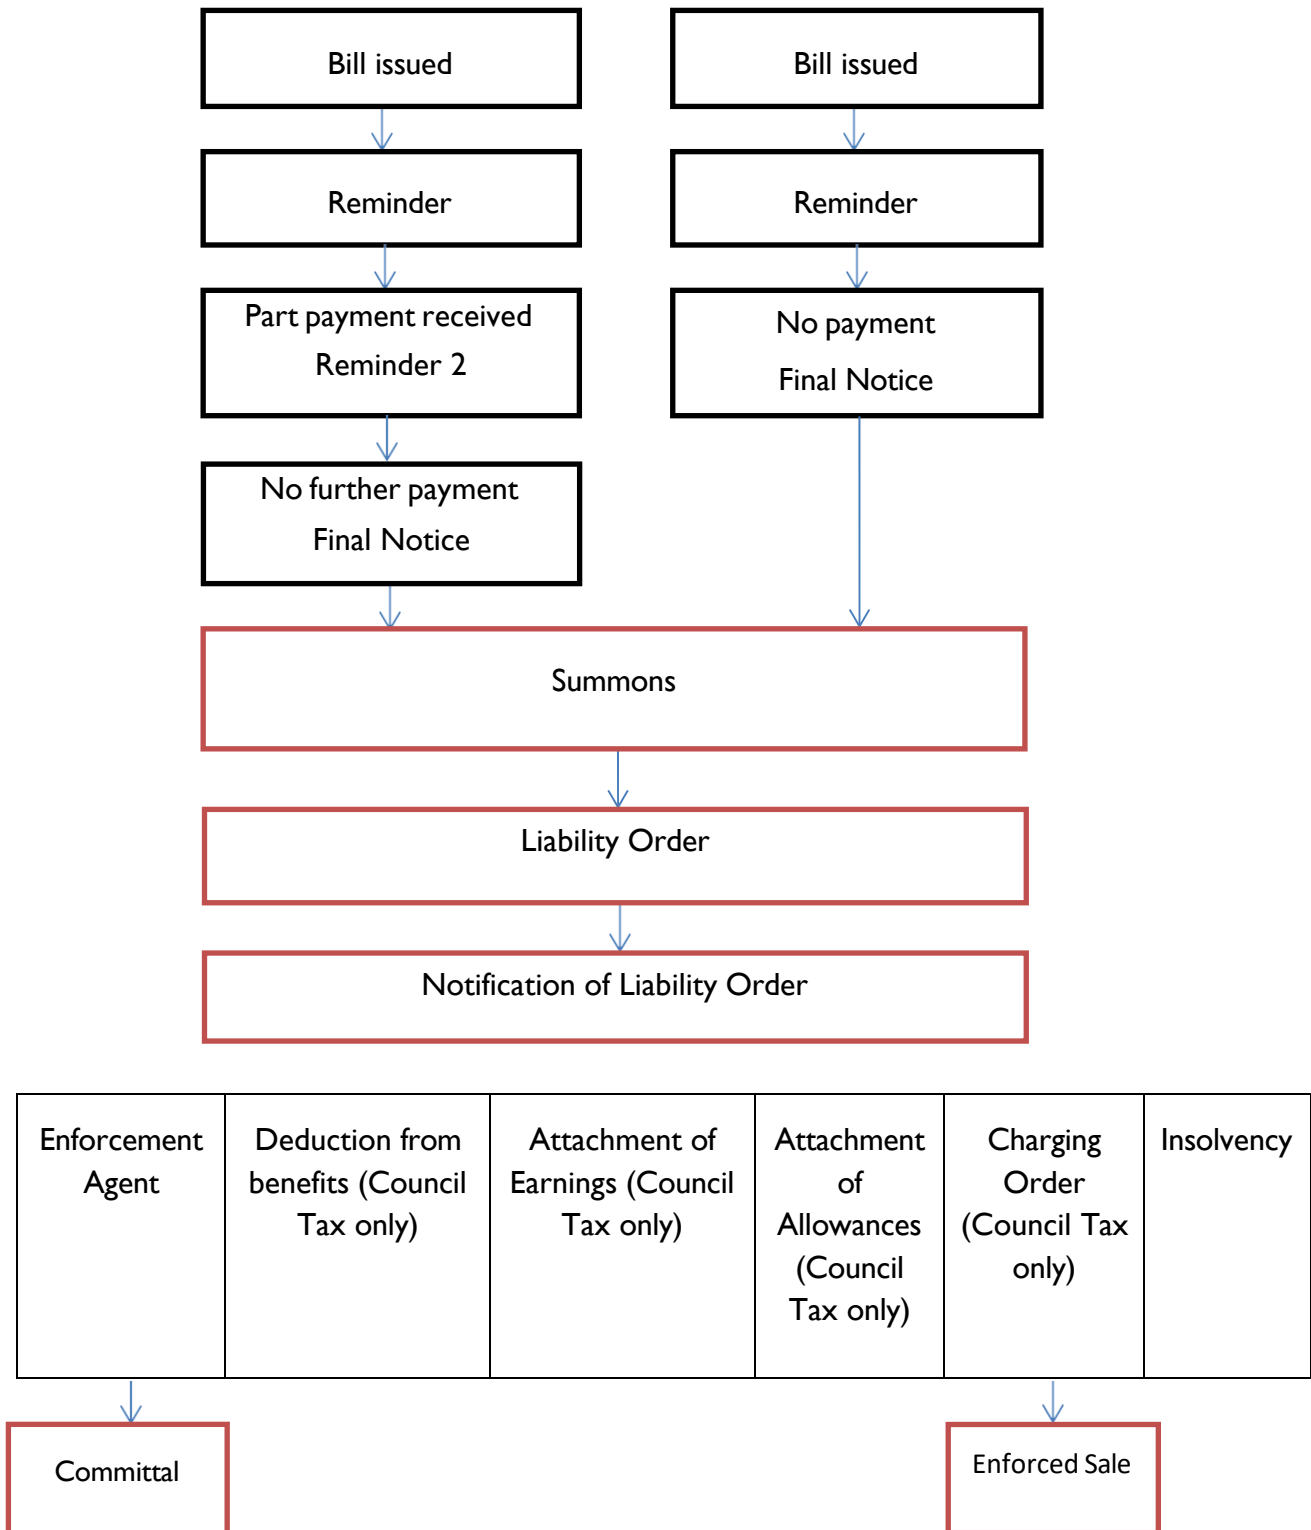 Bill issued
Bill issued
Reminder
Reminder
Part payment received
Reminder 2
No payment
Final Notice
No further payment
Final Notice
Summons
Liability Order
Notification of Liability Order
Enforcement
Agent
Deduction from
benefits (Council
Tax only)
Attachment of
Earnings (Council
Tax only)
Attachment
of
Allowances
(Council
Tax only)
Charging
Order
(Council Tax
only)
Insolvency
Committal
Enforced Sale